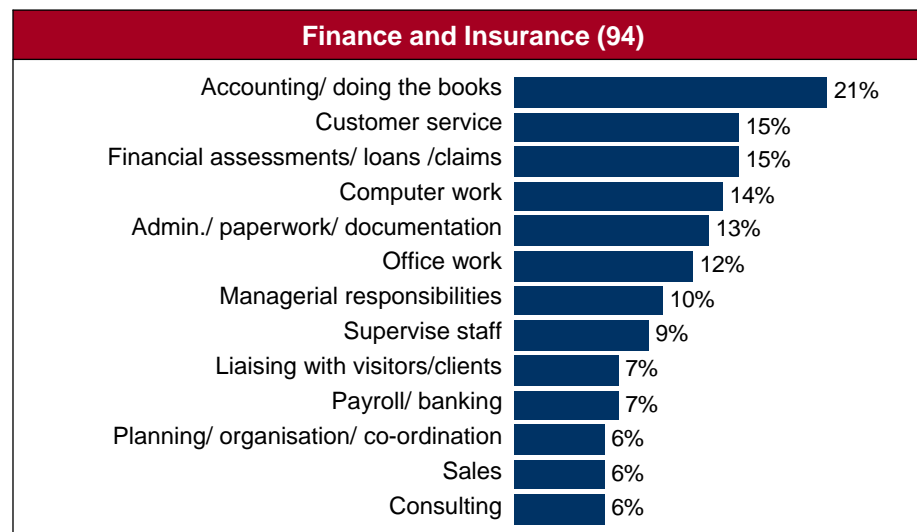 Finance and Insurance (94)
Accounting/ doing the books 21%
Customer service 15%
Financial assessments/ loans /claims 15%
Computer work 14%
Admin./ paperwork/ documentation 13%
Office work 12%
Managerial responsibilities 10%
Supervise staff 9%
Liaising with visitors/clients 7%
Payroll/ banking 7%
Planning/ organisation/ co-ordination 6%
Sales 6%
Consulting 6%